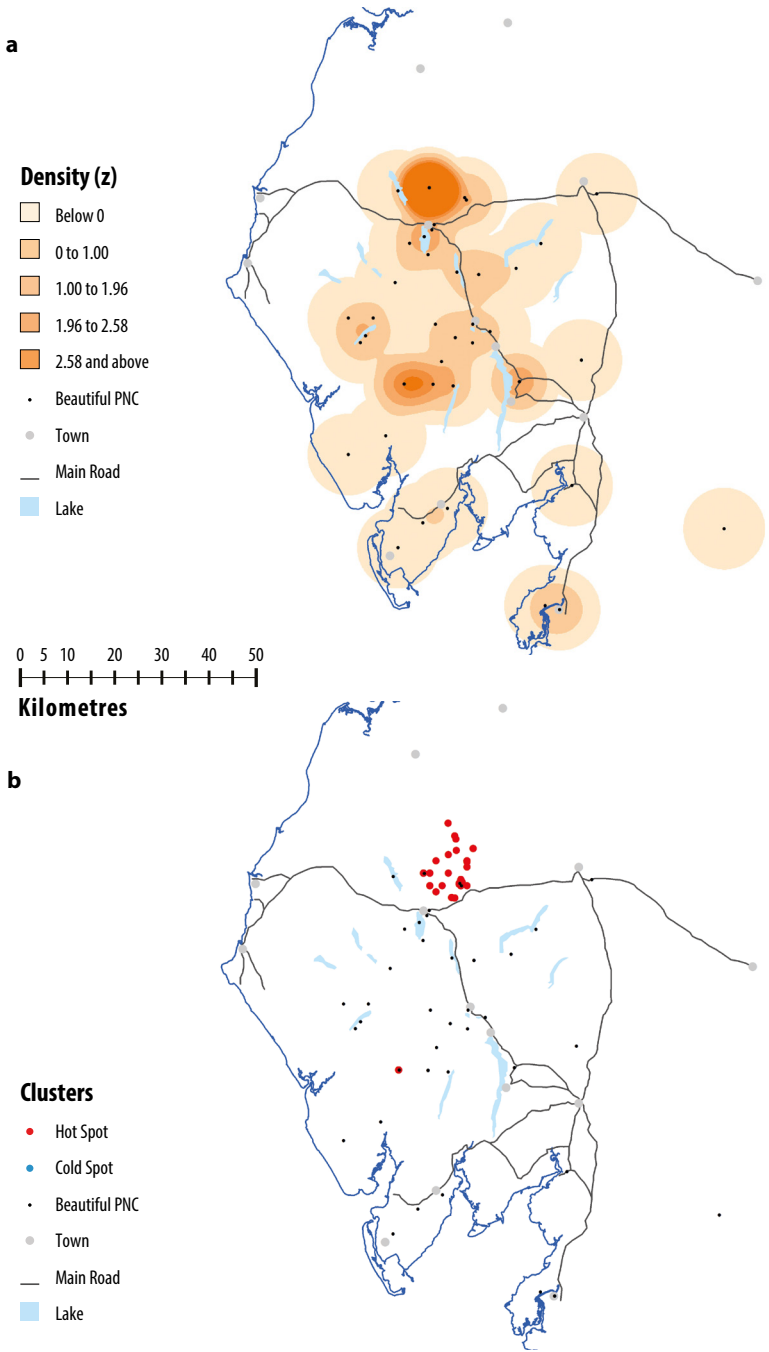 a
Density (z)
Below 0
0 to 1.00
1.00 to 1.96
1.96 to 2.58
2.58 and above
Beautiful PNC
Town
Main Road
Lake
0 5 10 20 30 40 50
Kilometres
b
Clusters
Hot Spot
Cold Spot
Beautiful PNC
Town
Main Road
Lake